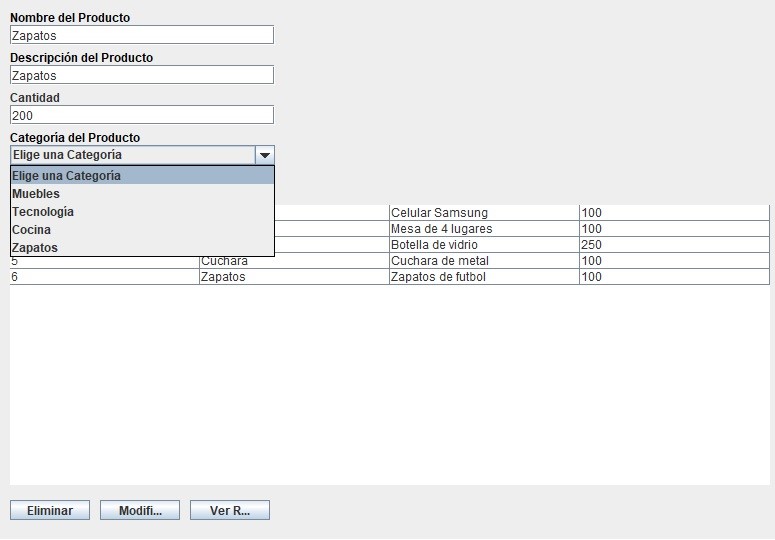 Nombre del Producto
Zapatos
Descripción del Producto
Zapatos
Cantidad
200
Categoría del Producto
Elige una Categoría
Elige una Categoría
Muebles
Tecnología
Cocina
Zapatos
Celular Samsung 100
Mesa de 4 lugares 100
Botella de vidrio 250
5 Cuchara Cuchara de metal 100
6 Zapatos Zapatos de futbol 100
Eliminar Modifi... Ver R...